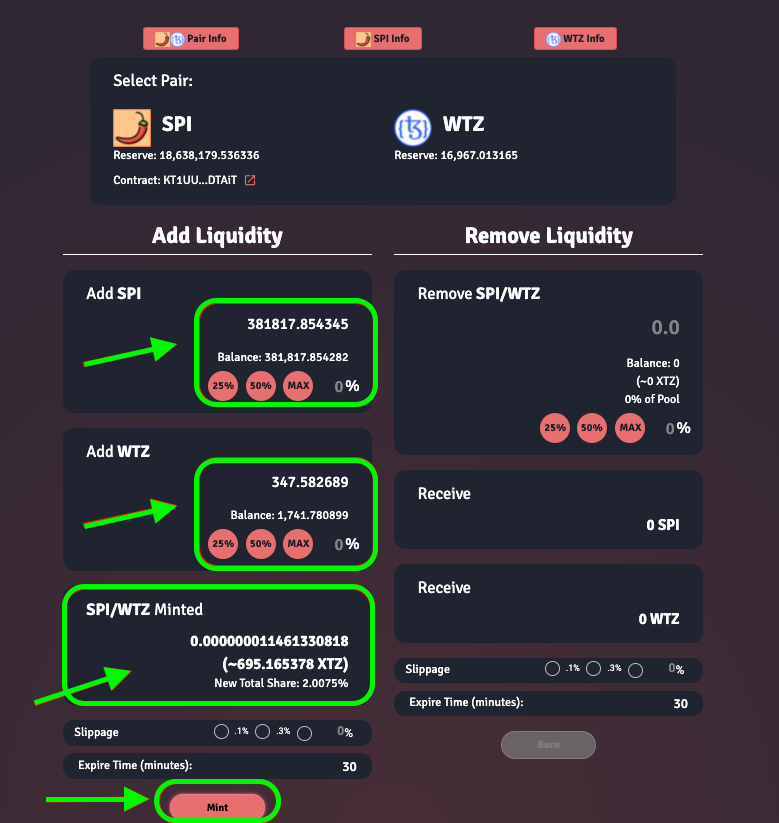 Pair Info
SPI Info
WTZ Info
Select Pair:
SPI
WTZ
Reserve: 18,638,179.536336
Reserve: 16,967.013165
Contract: KT1UU...DTAiT
Add Liquidity
Remove Liquidity
Add SPI
381817.854345
Balance: 381,817.854282
25% 50% MAX 0%
Add WTZ
347.582689
Balance: 1,741.780899
25% 50% MAX 0%
SPI/WTZ Minted
0.000000011461330818
(~695.165378 XTZ)
New Total Share: 2.0075%
Slippage .1% .3% 0%
Expire Time (minutes): 30
Mint
Remove SPI/WTZ
0.0
Balance: 0
(~0 XTZ)
0% of Pool
25% 50% MAX 0%
Receive
0 SPI
Receive
0 WTZ
Slippage .1% .3% 0%
Expire Time (minutes): 30
Burn